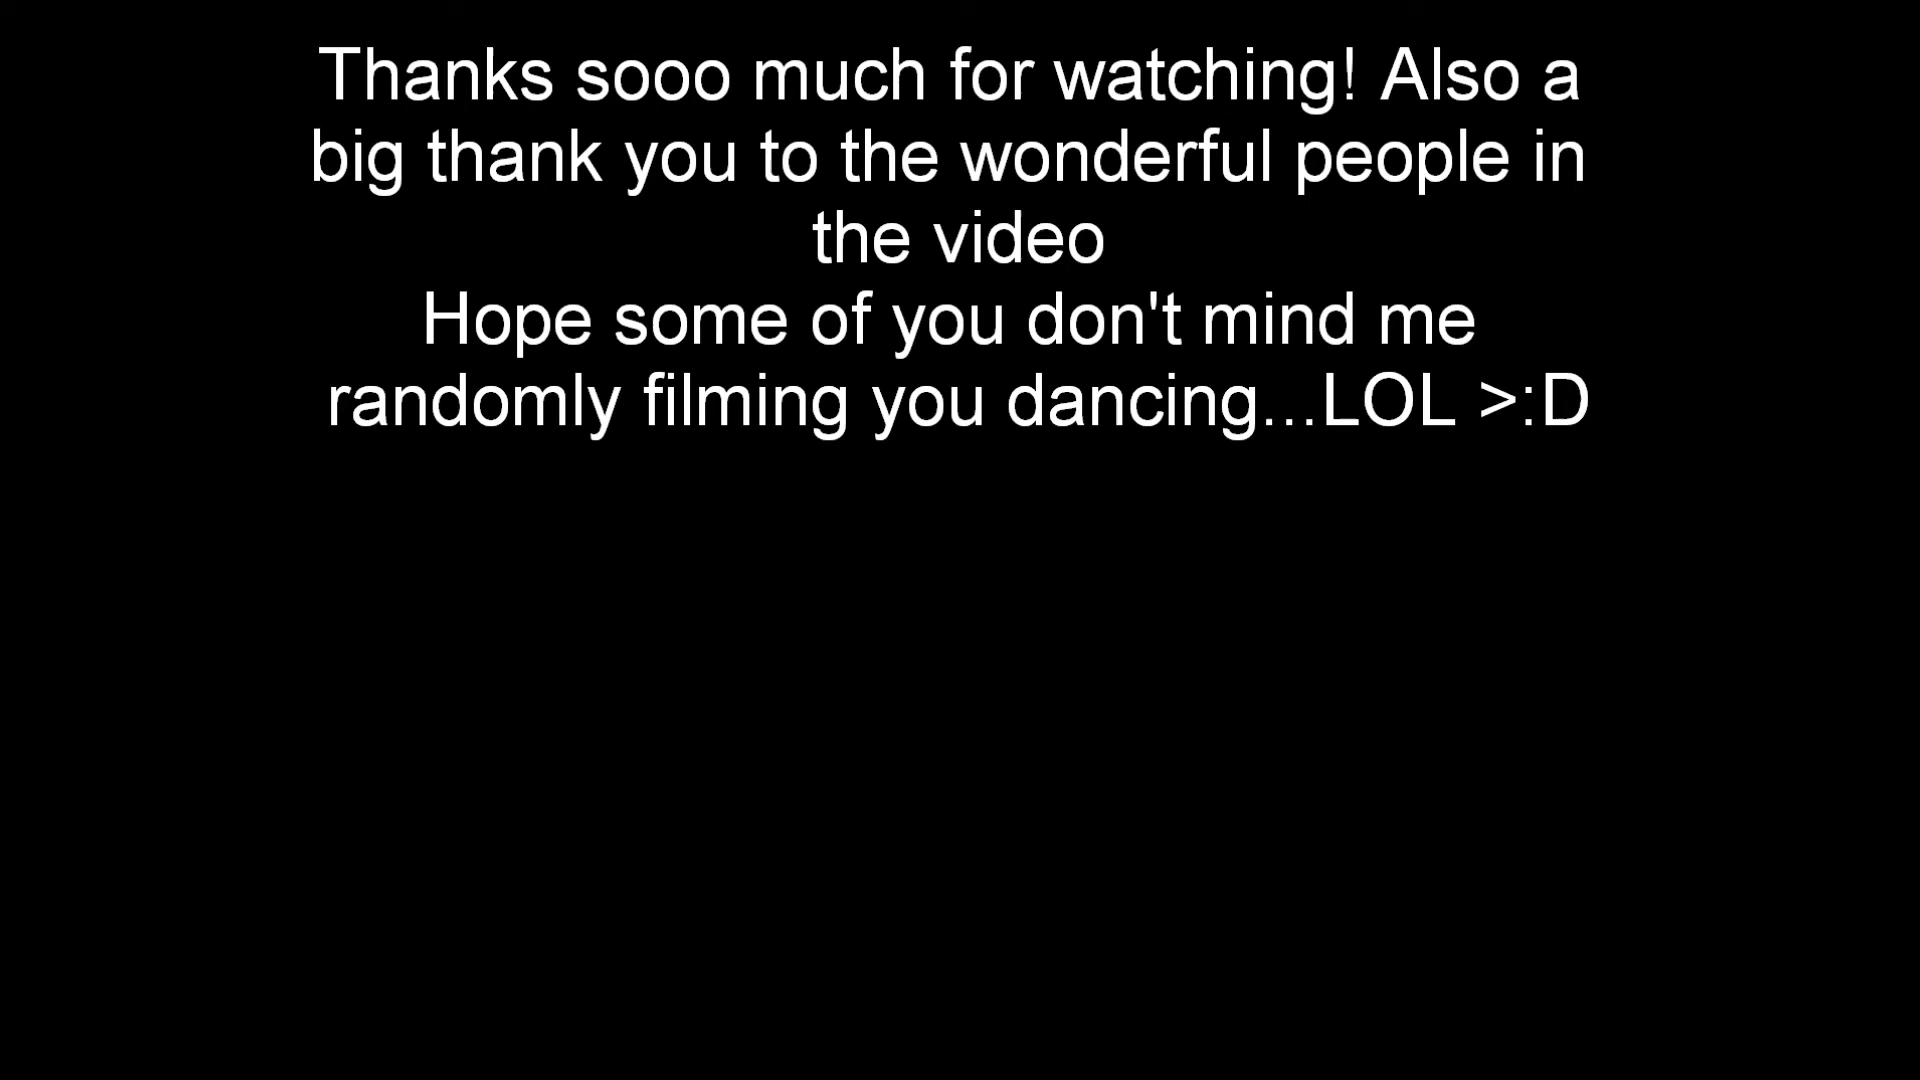 Thanks sooo much for watching! Also a
big thank you to the wonderful people in
the video
Hope some of you don't mind me
randomly filming you dancing...LOL >:D